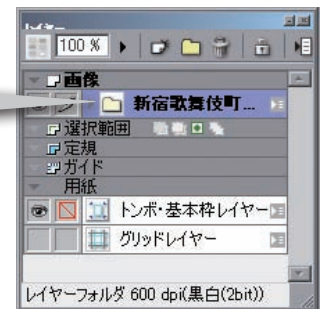 レイヤー
100 %
画像
新宿歌舞伎町...
選択範囲
定規
ガイド
用紙
トンボ・基本枠レイヤー
グリッドレイヤー
レイヤーフォルダ 600 dpi(黒白(2bit))